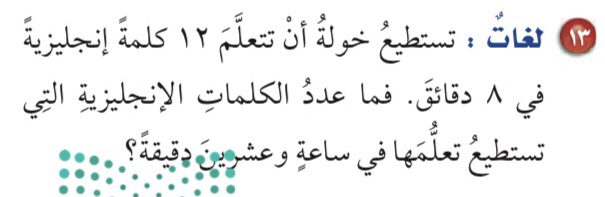 ١٣ لغاتٌ : تستطيعُ خولةُ أنْ تتعلَّمَ ١٢ كلمةً إنجليزيةً
في ٨ دقائقَ. فما عددُ الكلماتِ الإنجليزيةِ التِي
تستطيعُ تعلُّمَها في ساعةٍ وعشرينَ دقيقةً؟